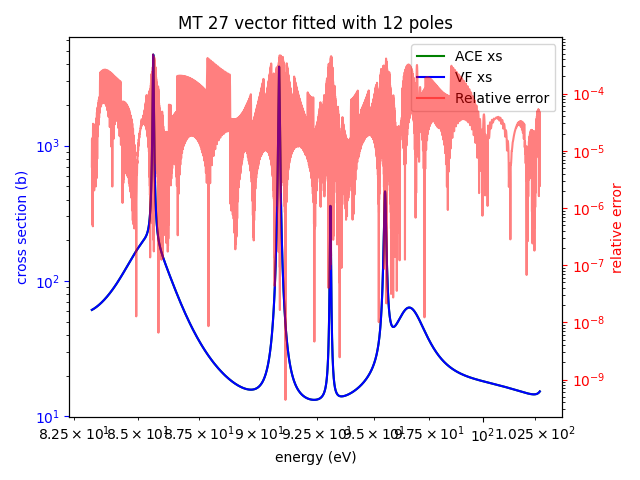 MT 27 vector fitted with 12 poles
ACE xs
VF xs
Relative error
cross section (b)
10³
10²
10¹
relative error
10⁻⁴
10⁻⁵
10⁻⁶
10⁻⁷
10⁻⁸
10⁻⁹
8.25 × 10¹ 8.5 × 10¹ 8.75 × 10¹ 9 × 10¹ 9.25 × 10¹ 9.5 × 10¹ 9.75 × 10¹ 10² 1.025 × 10²
energy (eV)